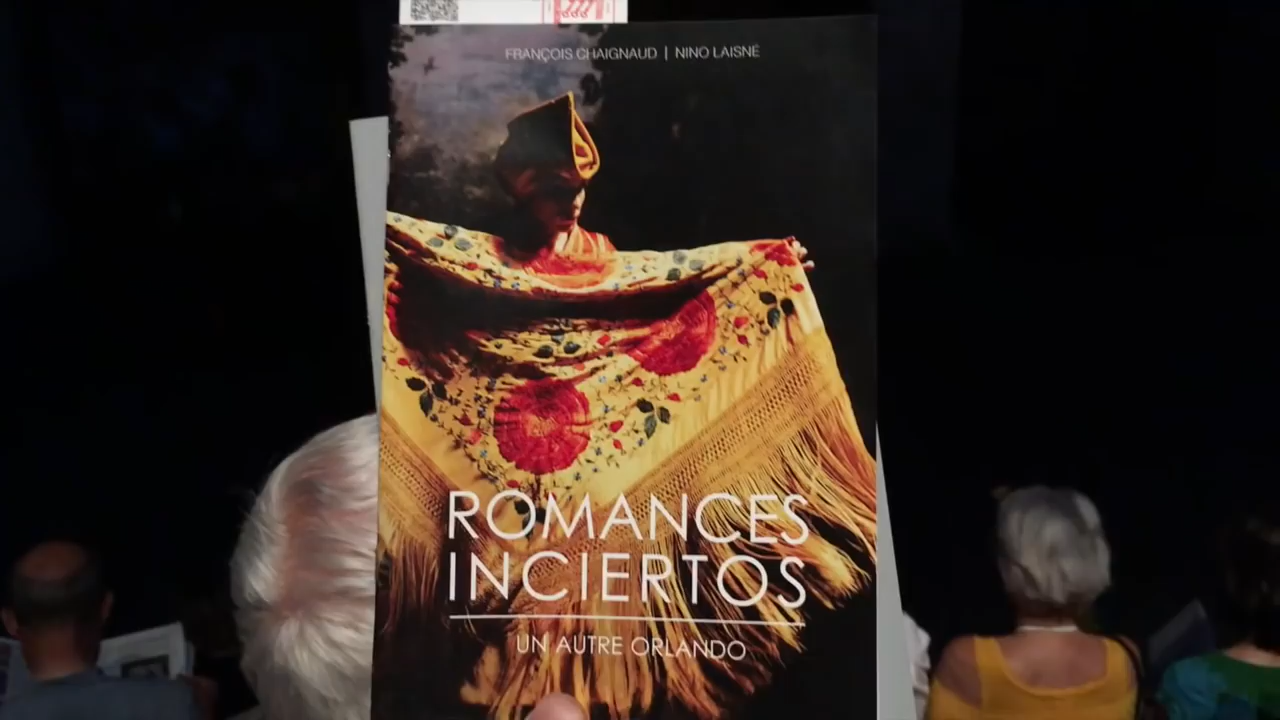 FRANÇOIS CHAIGNAUD | NINO LAISNÉ
ROMANCES
INCIERTOS
UN AUTRE ORLANDO